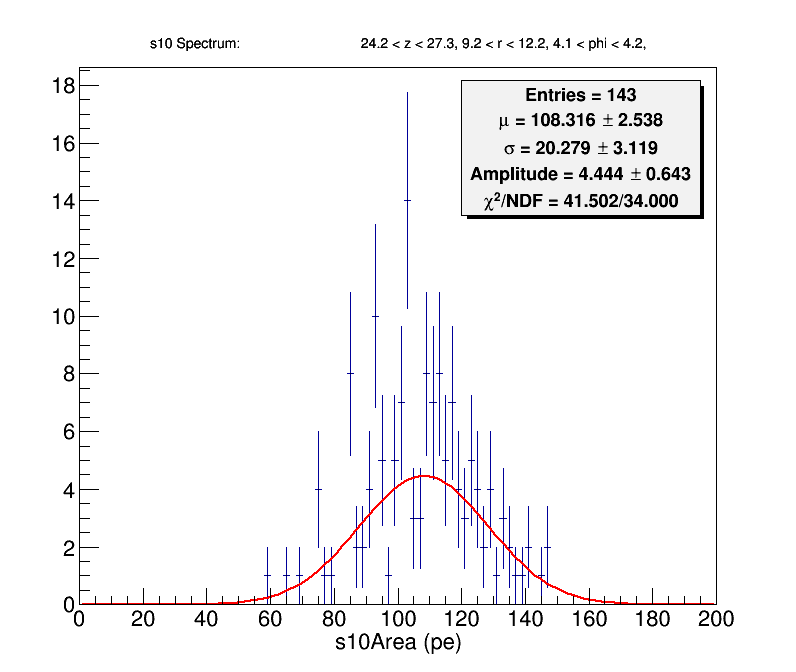 s10 Spectrum: 24.2 < z < 27.3, 9.2 < r < 12.2, 4.1 < phi < 4.2,
Entries = 143
μ = 108.316 ± 2.538
σ = 20.279 ± 3.119
Amplitude = 4.444 ± 0.643
χ²/NDF = 41.502/34.000
18
16
14
12
10
8
6
4
2
0
0 20 40 60 80 100 120 140 160 180 200
s10Area (pe)